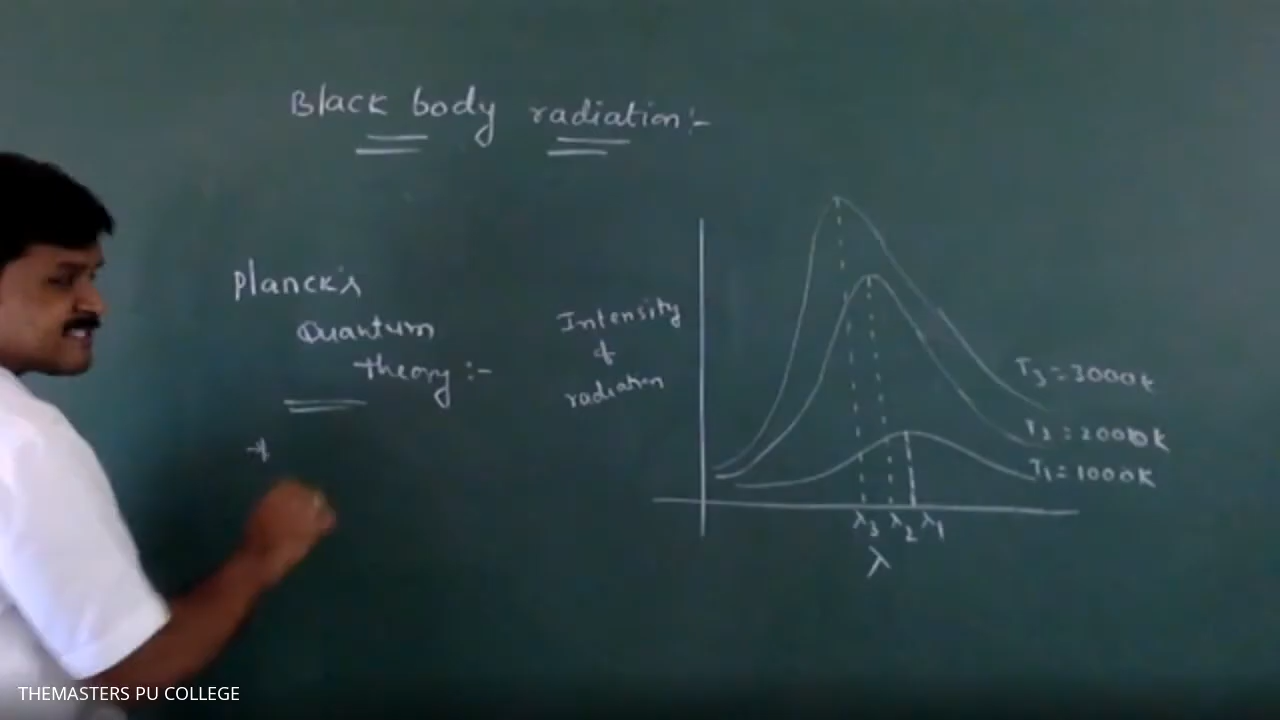 Black body radiation:-
Planck's
Quantum
theory:-
Intensity
of
radiation
T₃ = 3000K
T₂ = 2000K
T₁ = 1000K
λ₃ λ₂ λ₁
λ
THEMASTERS PU COLLEGE